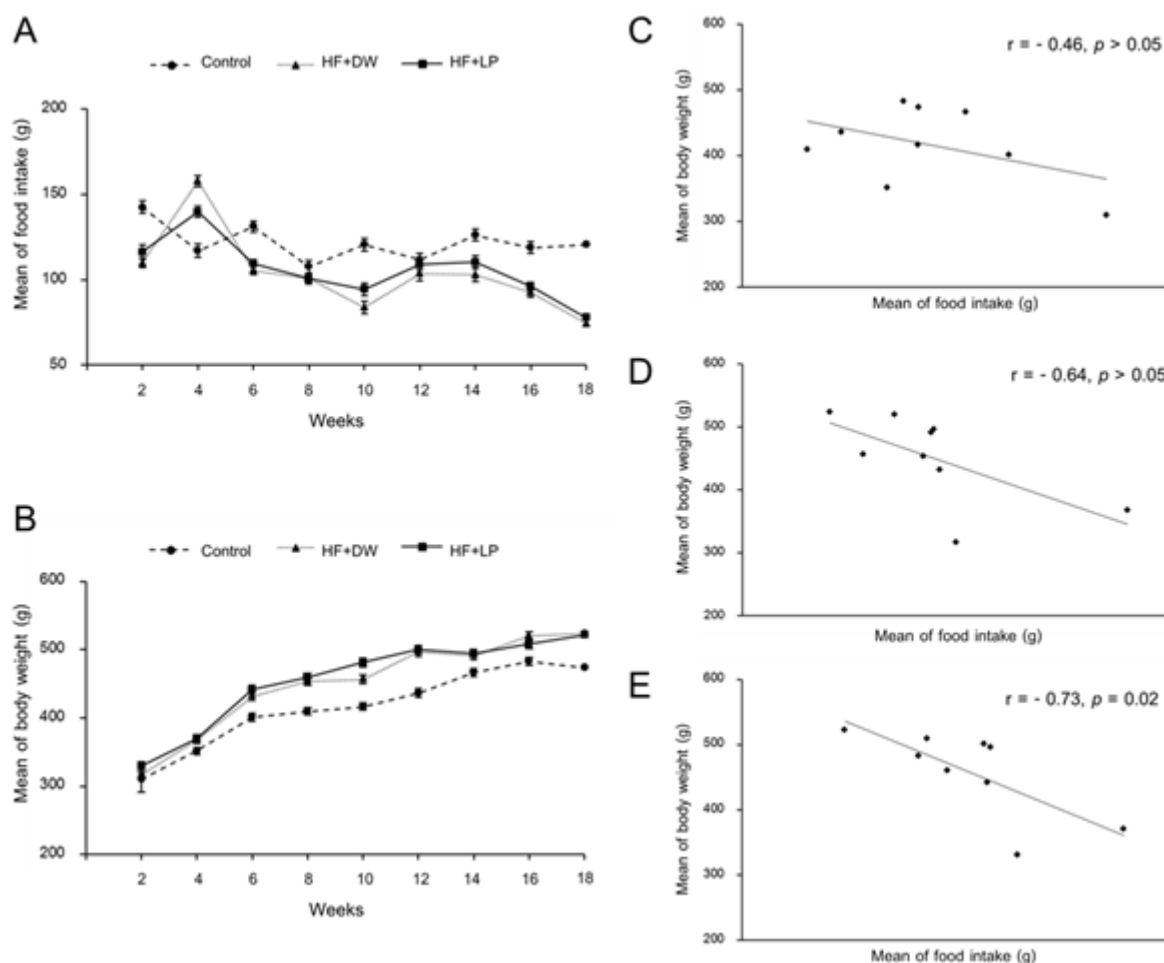 A
Control HF+DW HF+LP
200
150
100
50
Mean of food intake (g)
2 4 6 8 10 12 14 16 18
Weeks
B
Control HF+DW HF+LP
600
500
400
300
200
Mean of body weight (g)
2 4 6 8 10 12 14 16 18
Weeks
C
r = - 0.46, p > 0.05
600
500
400
300
200
Mean of body weight (g)
Mean of food intake (g)
D
r = - 0.64, p > 0.05
600
500
400
300
200
Mean of body weight (g)
Mean of food intake (g)
E
r = - 0.73, p = 0.02
600
500
400
300
200
Mean of body weight (g)
Mean of food intake (g)